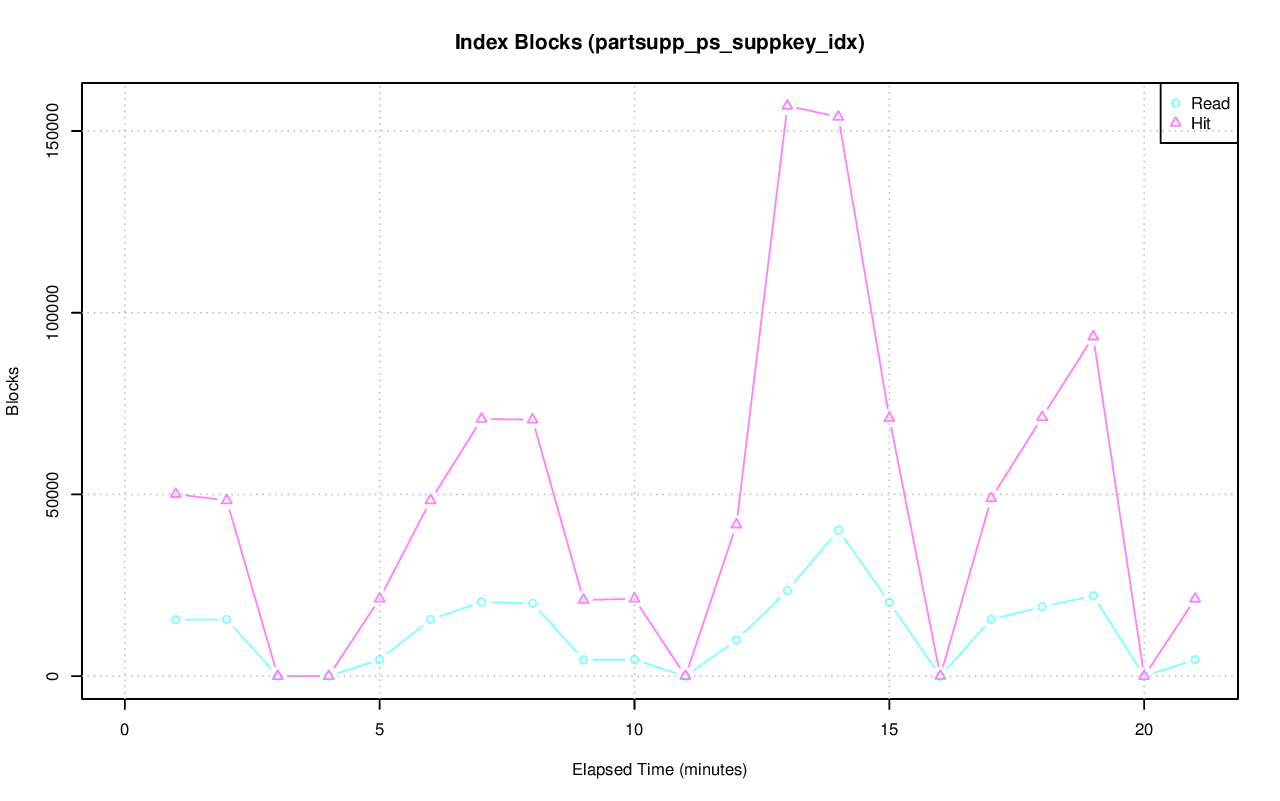 Index Blocks (partsupp_ps_suppkey_idx)
Read
Hit
Blocks
150000
100000
50000
0
0 5 10 15 20
Elapsed Time (minutes)